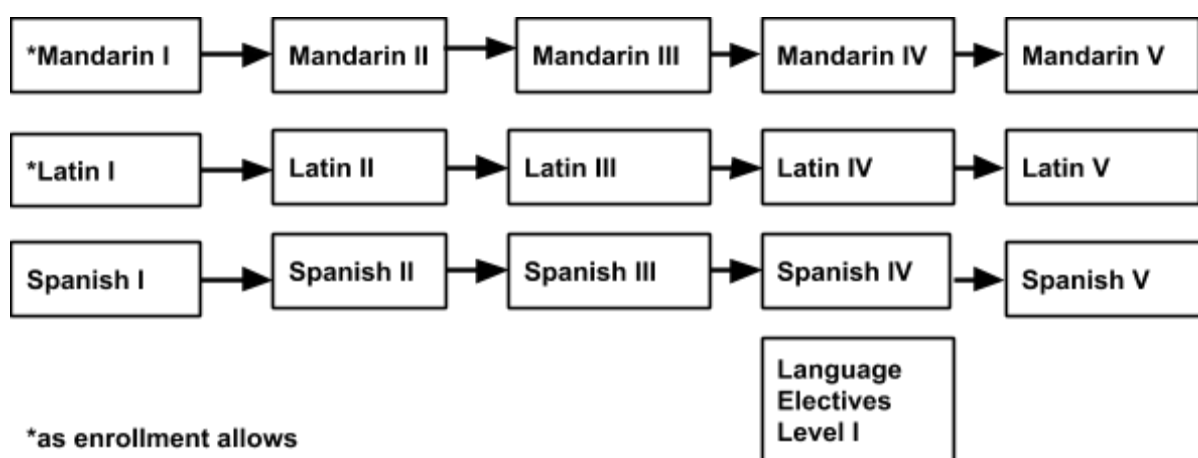 *Mandarin I
Mandarin II
Mandarin III
Mandarin IV
Mandarin V
*Latin I
Latin II
Latin III
Latin IV
Latin V
Spanish I
Spanish II
Spanish III
Spanish IV
Spanish V
Language
Electives
Level I
*as enrollment allows